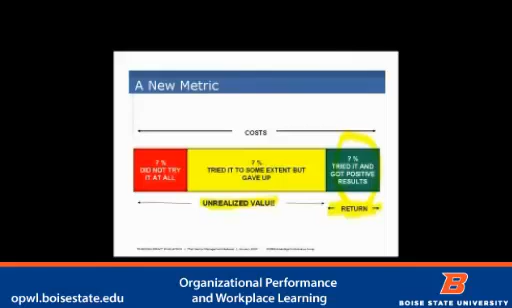 A New Metric
COSTS
? %
DID NOT TRY
IT AT ALL
? %
TRIED IT TO SOME EXTENT BUT
GAVE UP
? %
TRIED IT AND
GOT POSITIVE
RESULTS
UNREALIZED VALUE
RETURN
opwl.boisestate.edu
Organizational Performance
and Workplace Learning
B
BOISE STATE UNIVERSITY